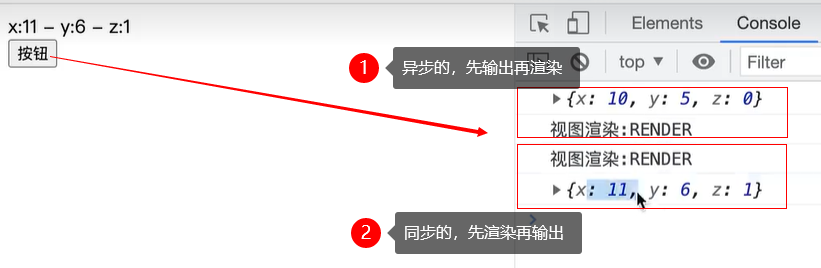 x:11 – y:6 – z:1
按钮
1
异步的，先输出再渲染
2
同步的，先渲染再输出
Elements
Console
top ▼
Filter
▶{x: 10, y: 5, z: 0}
视图渲染:RENDER
视图渲染:RENDER
▶{x: 11, y: 6, z: 1}